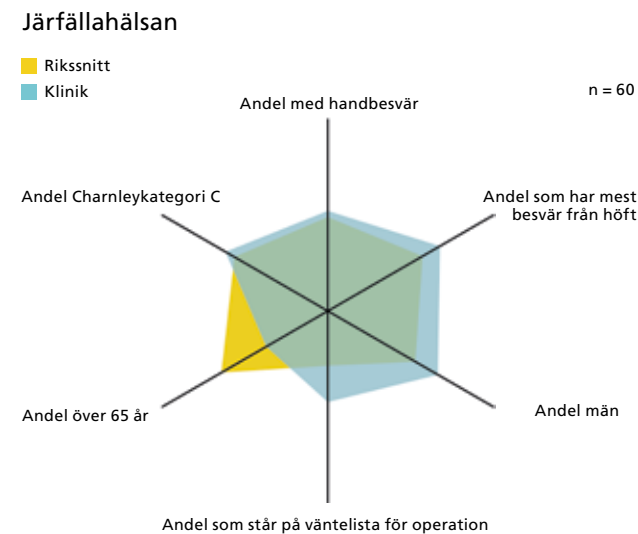 Järfällahälsan
Rikssnitt
Klinik
n = 60
Andel med handbesvär
Andel Charnleykategori C
Andel som har mest
besvär från höft
Andel över 65 år
Andel män
Andel som står på väntelista för operation